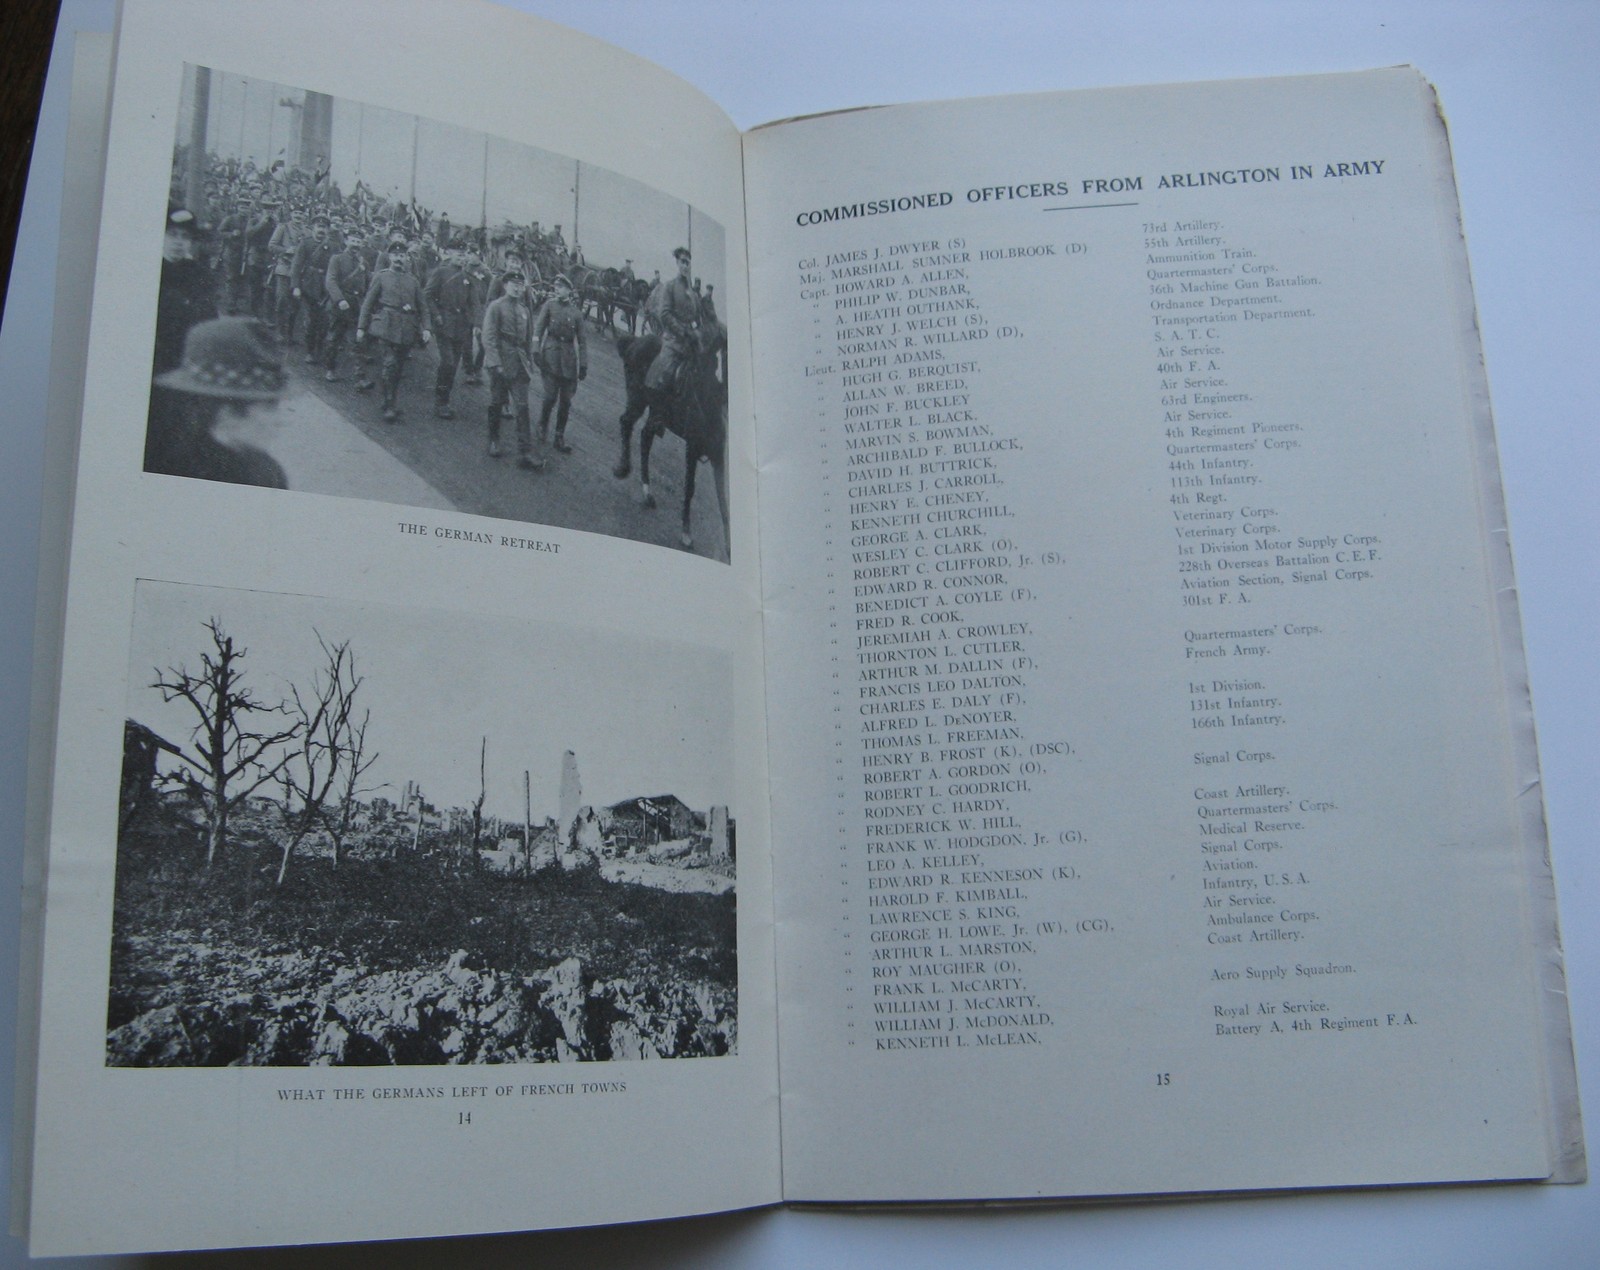 THE GERMAN RETREAT
WHAT THE GERMANS LEFT OF FRENCH TOWNS
14
COMMISSIONED OFFICERS FROM ARLINGTON IN ARMY
Col. JAMES J. DWYER (S) 73rd Artillery.
Maj. MARSHALL SUMNER HOLBROOK (D) 55th Artillery.
Capt. HOWARD A. ALLEN, Ammunition Train.
" PHILIP W. DUNBAR, Quartermasters' Corps.
" A. HEATH OUTHANK, 36th Machine Gun Battalion.
" HENRY J. WELCH (S), Ordnance Department.
" NORMAN R. WILLARD (D), Transportation Department.
Lieut. RALPH ADAMS, S. A. T. C.
" HUGH G. BERQUIST, Air Service.
" ALLAN W. BREED, 40th F. A.
" JOHN F. BUCKLEY Air Service.
" WALTER L. BLACK, 63rd Engineers.
" MARVIN S. BOWMAN, Air Service.
" ARCHIBALD F. BULLOCK, 4th Regiment Pioneers.
" DAVID H. BUTTRICK, Quartermasters' Corps.
" CHARLES J. CARROLL, 44th Infantry.
" HENRY E. CHENEY, 113th Infantry.
" KENNETH CHURCHILL, 4th Regt.
" GEORGE A. CLARK, Veterinary Corps.
" WESLEY C. CLARK (O), Veterinary Corps.
" ROBERT C. CLIFFORD, Jr. (S), 1st Division Motor Supply Corps.
" EDWARD R. CONNOR, 228th Overseas Battalion C. E. F.
" BENEDICT A. COYLE (F), Aviation Section, Signal Corps.
" FRED R. COOK, 301st F. A.
" JEREMIAH A. CROWLEY,
" THORNTON L. CUTLER, Quartermasters' Corps.
" ARTHUR M. DALLIN (F), French Army.
" FRANCIS LEO DALTON,
" CHARLES E. DALY (F), 1st Division.
" ALFRED L. DeNOYER, 131st Infantry.
" THOMAS L. FREEMAN, 166th Infantry.
" HENRY B. FROST (K), (DSC),
" ROBERT A. GORDON (O), Signal Corps.
" ROBERT L. GOODRICH,
" RODNEY C. HARDY, Coast Artillery.
" FREDERICK W. HILL, Quartermasters' Corps.
" FRANK W. HODGDON, Jr. (G), Medical Reserve.
" LEO A. KELLEY, Signal Corps.
" EDWARD R. KENNESON (K), Aviation.
" HAROLD F. KIMBALL, Infantry, U. S. A.
" LAWRENCE S. KING, Air Service.
" GEORGE H. LOWE, Jr. (W), (CG), Ambulance Corps.
" ARTHUR L. MARSTON, Coast Artillery.
" ROY MAUGHER (O),
" FRANK L. McCARTY, Aero Supply Squadron.
" WILLIAM J. McCARTY,
" WILLIAM J. McDONALD, Royal Air Service.
" KENNETH L. McLEAN, Battery A, 4th Regiment F. A.
15